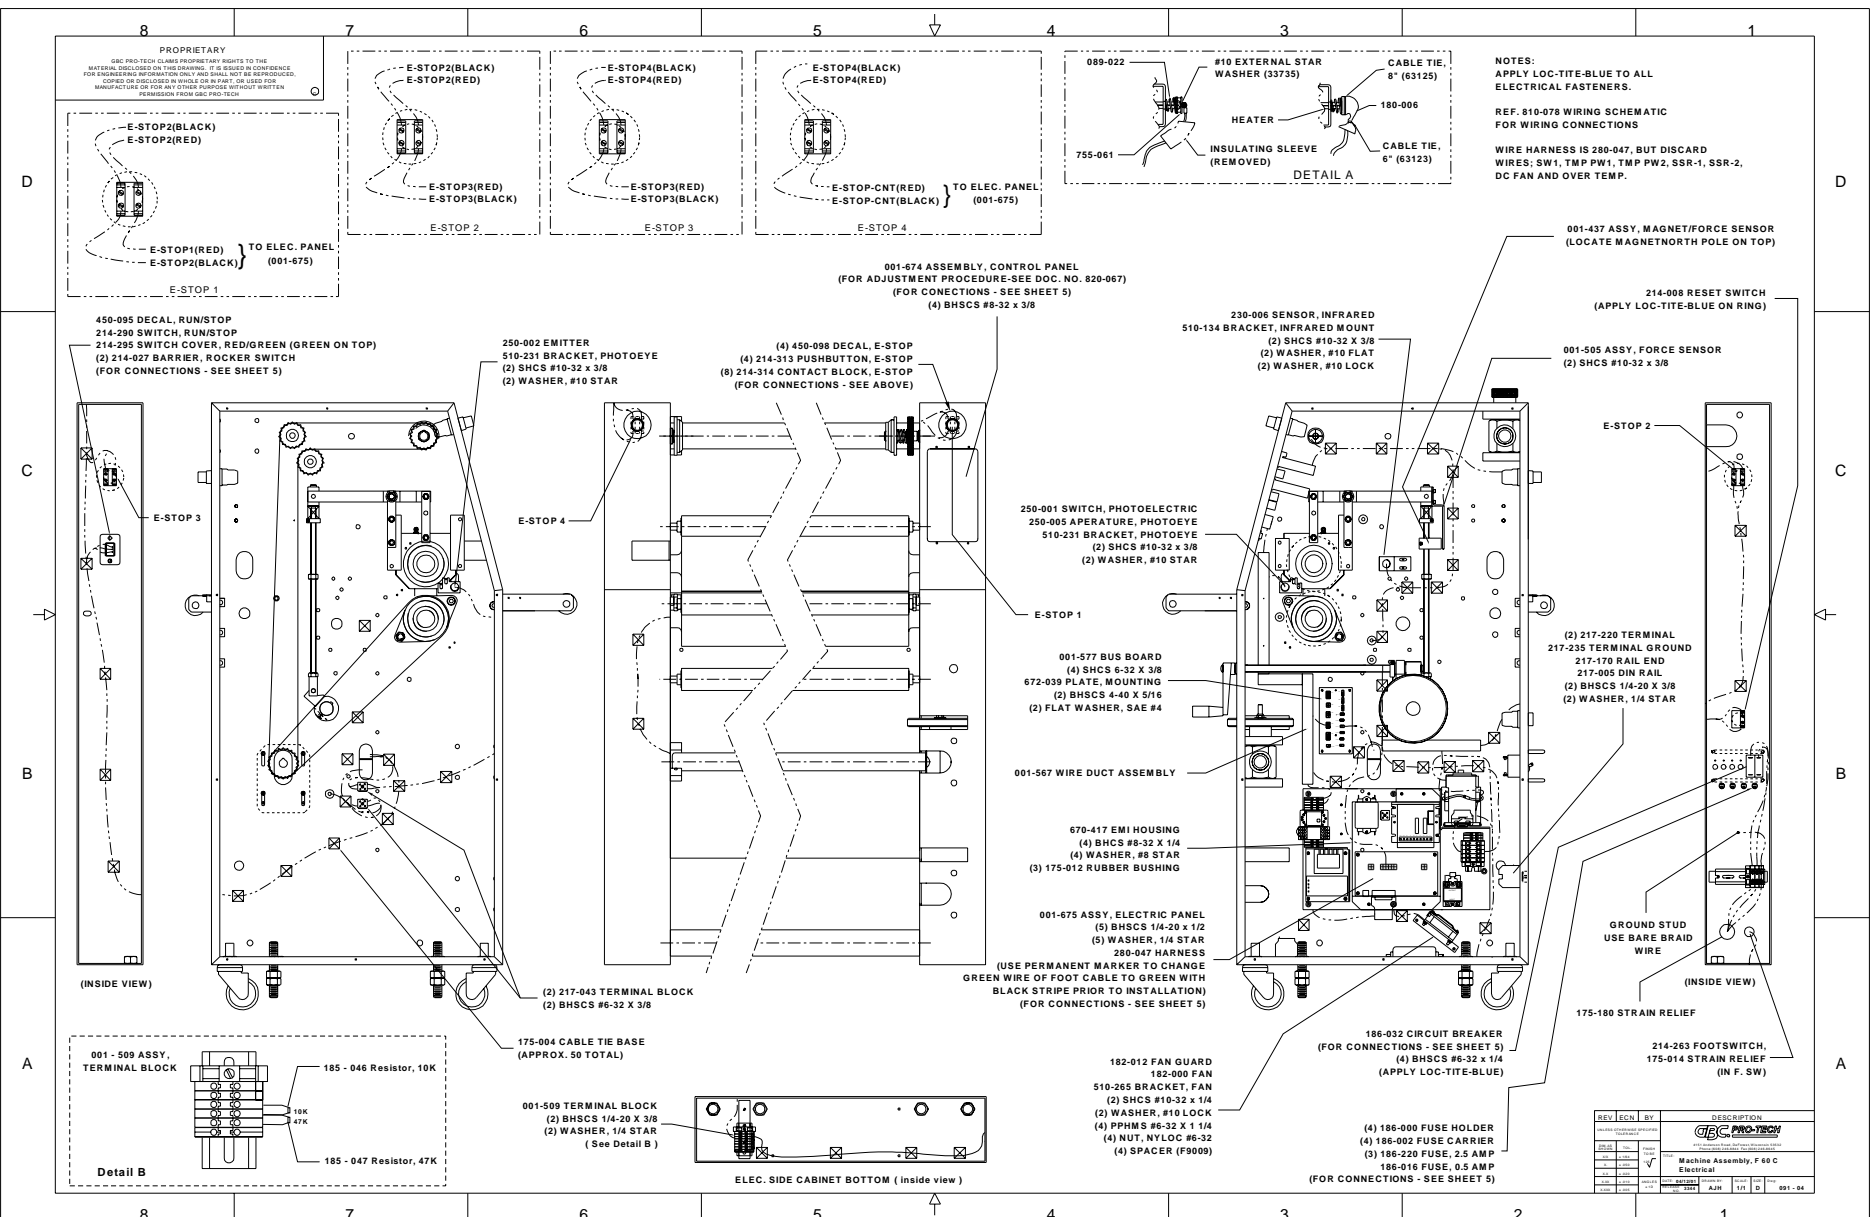 8 7 6 5 4 3 2 1
PROPRIETARY
GBC PRO-TECH CLAIMS PROPRIETARY RIGHTS TO THE
MATERIAL DISCLOSED ON THIS DRAWING. IT IS ISSUED IN CONFIDENCE
FOR ENGINEERING INFORMATION ONLY AND SHALL NOT BE REPRODUCED,
COPIED OR DISCLOSED IN WHOLE OR IN PART, OR USED FOR
MANUFACTURE OR FOR ANY OTHER PURPOSE WITHOUT WRITTEN
PERMISSION FROM GBC PRO-TECH
E-STOP2(BLACK)
E-STOP2(RED)
E-STOP1(RED)
E-STOP2(BLACK)
TO ELEC. PANEL
(001-675)
E-STOP 1
E-STOP2(BLACK)
E-STOP2(RED)
E-STOP3(RED)
E-STOP3(BLACK)
E-STOP 2
E-STOP4(BLACK)
E-STOP4(RED)
E-STOP3(RED)
E-STOP3(BLACK)
E-STOP 3
E-STOP4(BLACK)
E-STOP4(RED)
E-STOP-CNT(RED)
E-STOP-CNT(BLACK)
TO ELEC. PANEL
(001-675)
E-STOP 4
089-022
#10 EXTERNAL STAR
WASHER (33735)
755-061
INSULATING SLEEVE
(REMOVED)
HEATER
CABLE TIE,
8" (63125)
180-006
CABLE TIE,
6" (63123)
DETAIL A
NOTES:
APPLY LOC-TITE-BLUE TO ALL
ELECTRICAL FASTENERS.
REF. 810-078 WIRING SCHEMATIC
FOR WIRING CONNECTIONS
WIRE HARNESS IS 280-047, BUT DISCARD
WIRES; SW1, TMP PW1, TMP PW2, SSR-1, SSR-2,
DC FAN AND OVER TEMP.
D
D
001-437 ASSY, MAGNET/FORCE SENSOR
(LOCATE MAGNETNORTH POLE ON TOP)
001-674 ASSEMBLY, CONTROL PANEL
(FOR ADJUSTMENT PROCEDURE-SEE DOC. NO. 820-067)
(FOR CONECTIONS - SEE SHEET 5)
(4) BHSCS #8-32 x 3/8
214-008 RESET SWITCH
(APPLY LOC-TITE-BLUE ON RING)
450-095 DECAL, RUN/STOP
214-290 SWITCH, RUN/STOP
214-295 SWITCH COVER, RED/GREEN (GREEN ON TOP)
(2) 214-027 BARRIER, ROCKER SWITCH
(FOR CONNECTIONS - SEE SHEET 5)
250-002 EMITTER
510-231 BRACKET, PHOTOEYE
(2) SHCS #10-32 x 3/8
(2) WASHER, #10 STAR
(4) 450-098 DECAL, E-STOP
(4) 214-313 PUSHBUTTON, E-STOP
(8) 214-314 CONTACT BLOCK, E-STOP
(FOR CONNECTIONS - SEE ABOVE)
230-006 SENSOR, INFRARED
510-134 BRACKET, INFRARED MOUNT
(2) SHCS #10-32 X 3/8
(2) WASHER, #10 FLAT
(2) WASHER, #10 LOCK
001-505 ASSY, FORCE SENSOR
(2) SHCS #10-32 x 3/8
E-STOP 2
C
C
E-STOP 3
E-STOP 4
250-001 SWITCH, PHOTOELECTRIC
250-005 APERATURE, PHOTOEYE
510-231 BRACKET, PHOTOEYE
(2) SHCS #10-32 x 3/8
(2) WASHER, #10 STAR
E-STOP 1
(2) 217-220 TERMINAL
217-235 TERMINAL GROUND
217-170 RAIL END
217-005 DIN RAIL
(2) BHSCS 1/4-20 X 3/8
(2) WASHER, 1/4 STAR
001-577 BUS BOARD
(4) SHCS 6-32 X 3/8
672-039 PLATE, MOUNTING
(2) BHSCS 4-40 X 5/16
(2) FLAT WASHER, SAE #4
B
B
001-567 WIRE DUCT ASSEMBLY
670-417 EMI HOUSING
(4) BHCS #8-32 X 1/4
(4) WASHER, #8 STAR
(3) 175-012 RUBBER BUSHING
001-675 ASSY, ELECTRIC PANEL
(5) BHSCS 1/4-20 x 1/2
(5) WASHER, 1/4 STAR
280-047 HARNESS
(USE PERMANENT MARKER TO CHANGE
GREEN WIRE OF FOOT CABLE TO GREEN WITH
BLACK STRIPE PRIOR TO INSTALLATION)
(FOR CONNECTIONS - SEE SHEET 5)
GROUND STUD
USE BARE BRAID
WIRE
(INSIDE VIEW)
(INSIDE VIEW)
(2) 217-043 TERMINAL BLOCK
(2) BHSCS #6-32 X 3/8
175-180 STRAIN RELIEF
175-004 CABLE TIE BASE
(APPROX. 50 TOTAL)
186-032 CIRCUIT BREAKER
(FOR CONNECTIONS - SEE SHEET 5)
(4) BHSCS #6-32 x 1/4
(APPLY LOC-TITE-BLUE)
214-263 FOOTSWITCH,
175-014 STRAIN RELIEF
(IN F. SW)
A
A
001 - 509 ASSY,
TERMINAL BLOCK
185 - 046 Resistor, 10K
10K
47K
185 - 047 Resistor, 47K
Detail B
001-509 TERMINAL BLOCK
(2) BHSCS 1/4-20 X 3/8
(2) WASHER, 1/4 STAR
( See Detail B )
ELEC. SIDE CABINET BOTTOM ( inside view )
182-012 FAN GUARD
182-000 FAN
510-265 BRACKET, FAN
(2) SHCS #10-32 x 1/4
(2) WASHER, #10 LOCK
(4) PPHMS #6-32 X 1 1/4
(4) NUT, NYLOC #6-32
(4) SPACER (F9009)
(4) 186-000 FUSE HOLDER
(4) 186-002 FUSE CARRIER
(3) 186-220 FUSE, 2.5 AMP
186-016 FUSE, 0.5 AMP
(FOR CONNECTIONS - SEE SHEET 5)
REV ECN BY DESCRIPTION
GBC PRO-TECH
Machine Assembly, F 60 C
Electrical
AJH 1/1 D 091 - 04
8 7 6 5 4 3 2 1